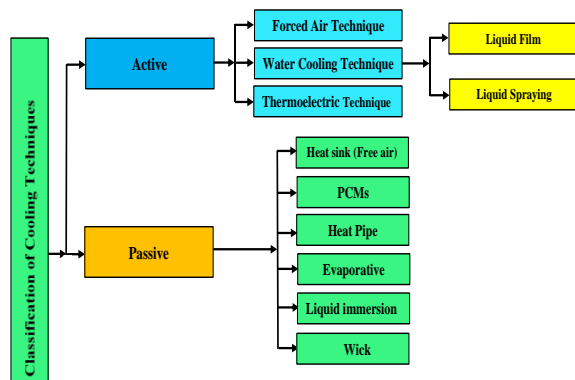 Classification of Cooling Techniques
Active
Forced Air Technique
Water Cooling Technique
Thermoelectric Technique
Liquid Film
Liquid Spraying
Passive
Heat sink (Free air)
PCMs
Heat Pipe
Evaporative
Liquid immersion
Wick